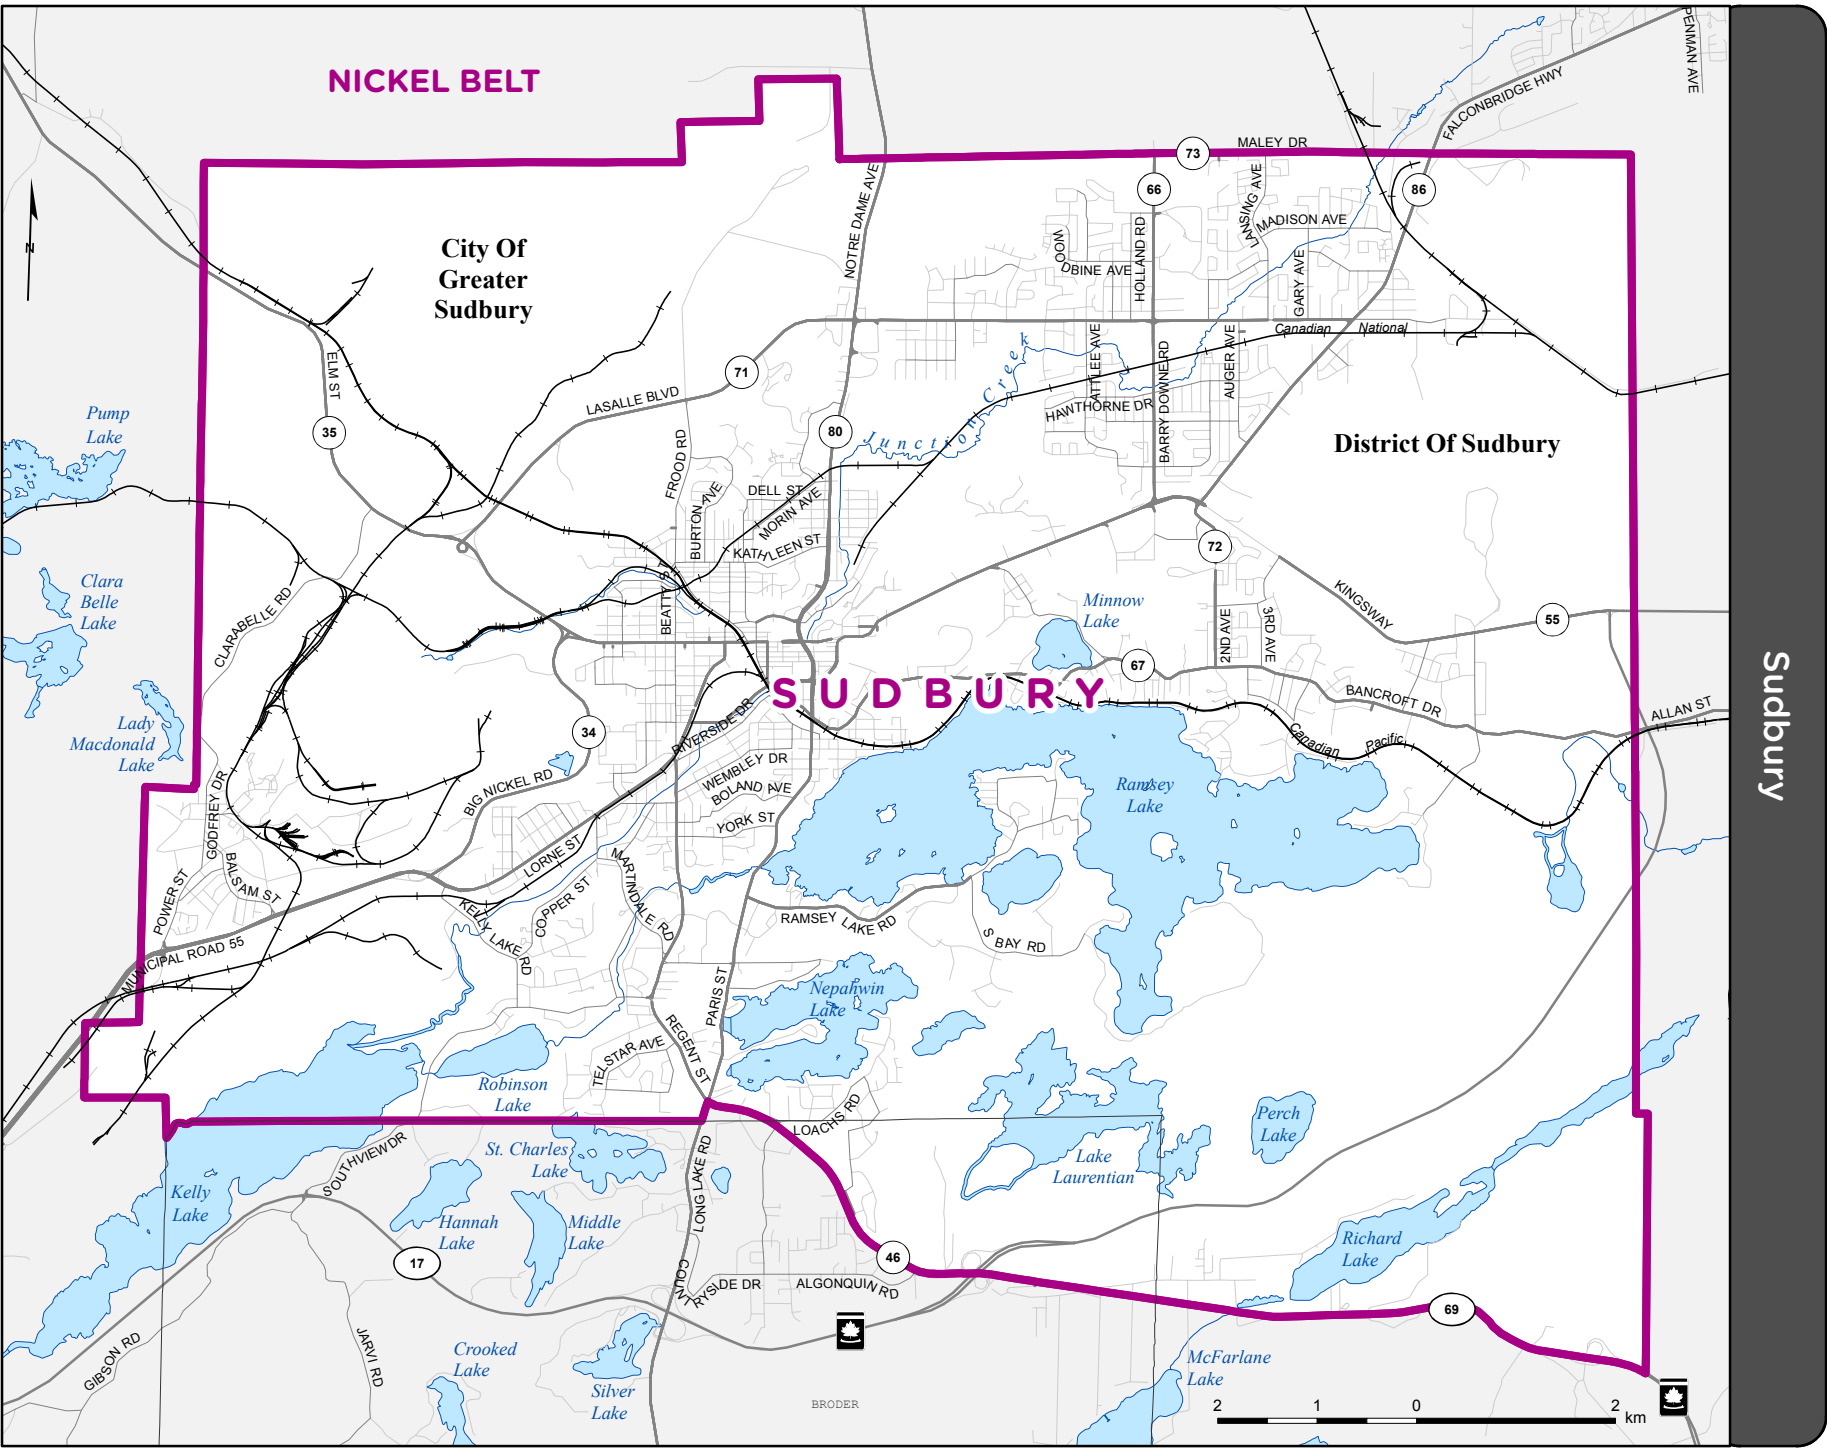 NICKEL BELT
PENMAN AVE
FALCONBRIDGE HWY
MALEY DR
73
66
86
LANSING AVE
MADISON AVE
N
City Of
Greater
Sudbury
NOTRE DAME AVE
WOODBINE AVE
HOLLAND RD
GARY AVE
Canadian National
ELM ST
71
LASALLE BLVD
ATTLEE AVE
BARRY DOWNE RD
AUGER AVE
HAWTHORNE DR
Junction Creek
Pump
Lake
35
80
District Of Sudbury
FROOD RD
BURTON AVE
DELL ST
MORIN AVE
KATHLEEN ST
72
Clara
Belle
Lake
CLARABELLE RD
BEATTY ST
Minnow
Lake
2ND AVE
3RD AVE
KINGSWAY
55
67
SUDBURY
BANCROFT DR
ALLAN ST
Sudbury
Lady
Macdonald
Lake
34
RIVERSIDE DR
Canadian Pacific
WEMBLEY DR
BOLAND AVE
YORK ST
Ramsey
Lake
GODFREY DR
BIG NICKEL RD
BALSAM ST
LORNE ST
MARTINDALE RD
POWER ST
COPPER ST
KELLY LAKE RD
RAMSEY LAKE RD
S BAY RD
MUNICIPAL ROAD 55
PARIS ST
Nepahwin
Lake
REGENT ST
TELSTAR AVE
Robinson
Lake
LOACHS RD
Perch
Lake
SOUTHVIEW DR
St. Charles
Lake
LONG LAKE RD
Lake
Laurentian
Kelly
Lake
Hannah
Lake
Middle
Lake
Richard
Lake
17
46
COUNTRYSIDE DR
ALGONQUIN RD
69
GIBSON RD
JARVI RD
Crooked
Lake
Silver
Lake
McFarlane
Lake
BRODER
2 1 0 2 km